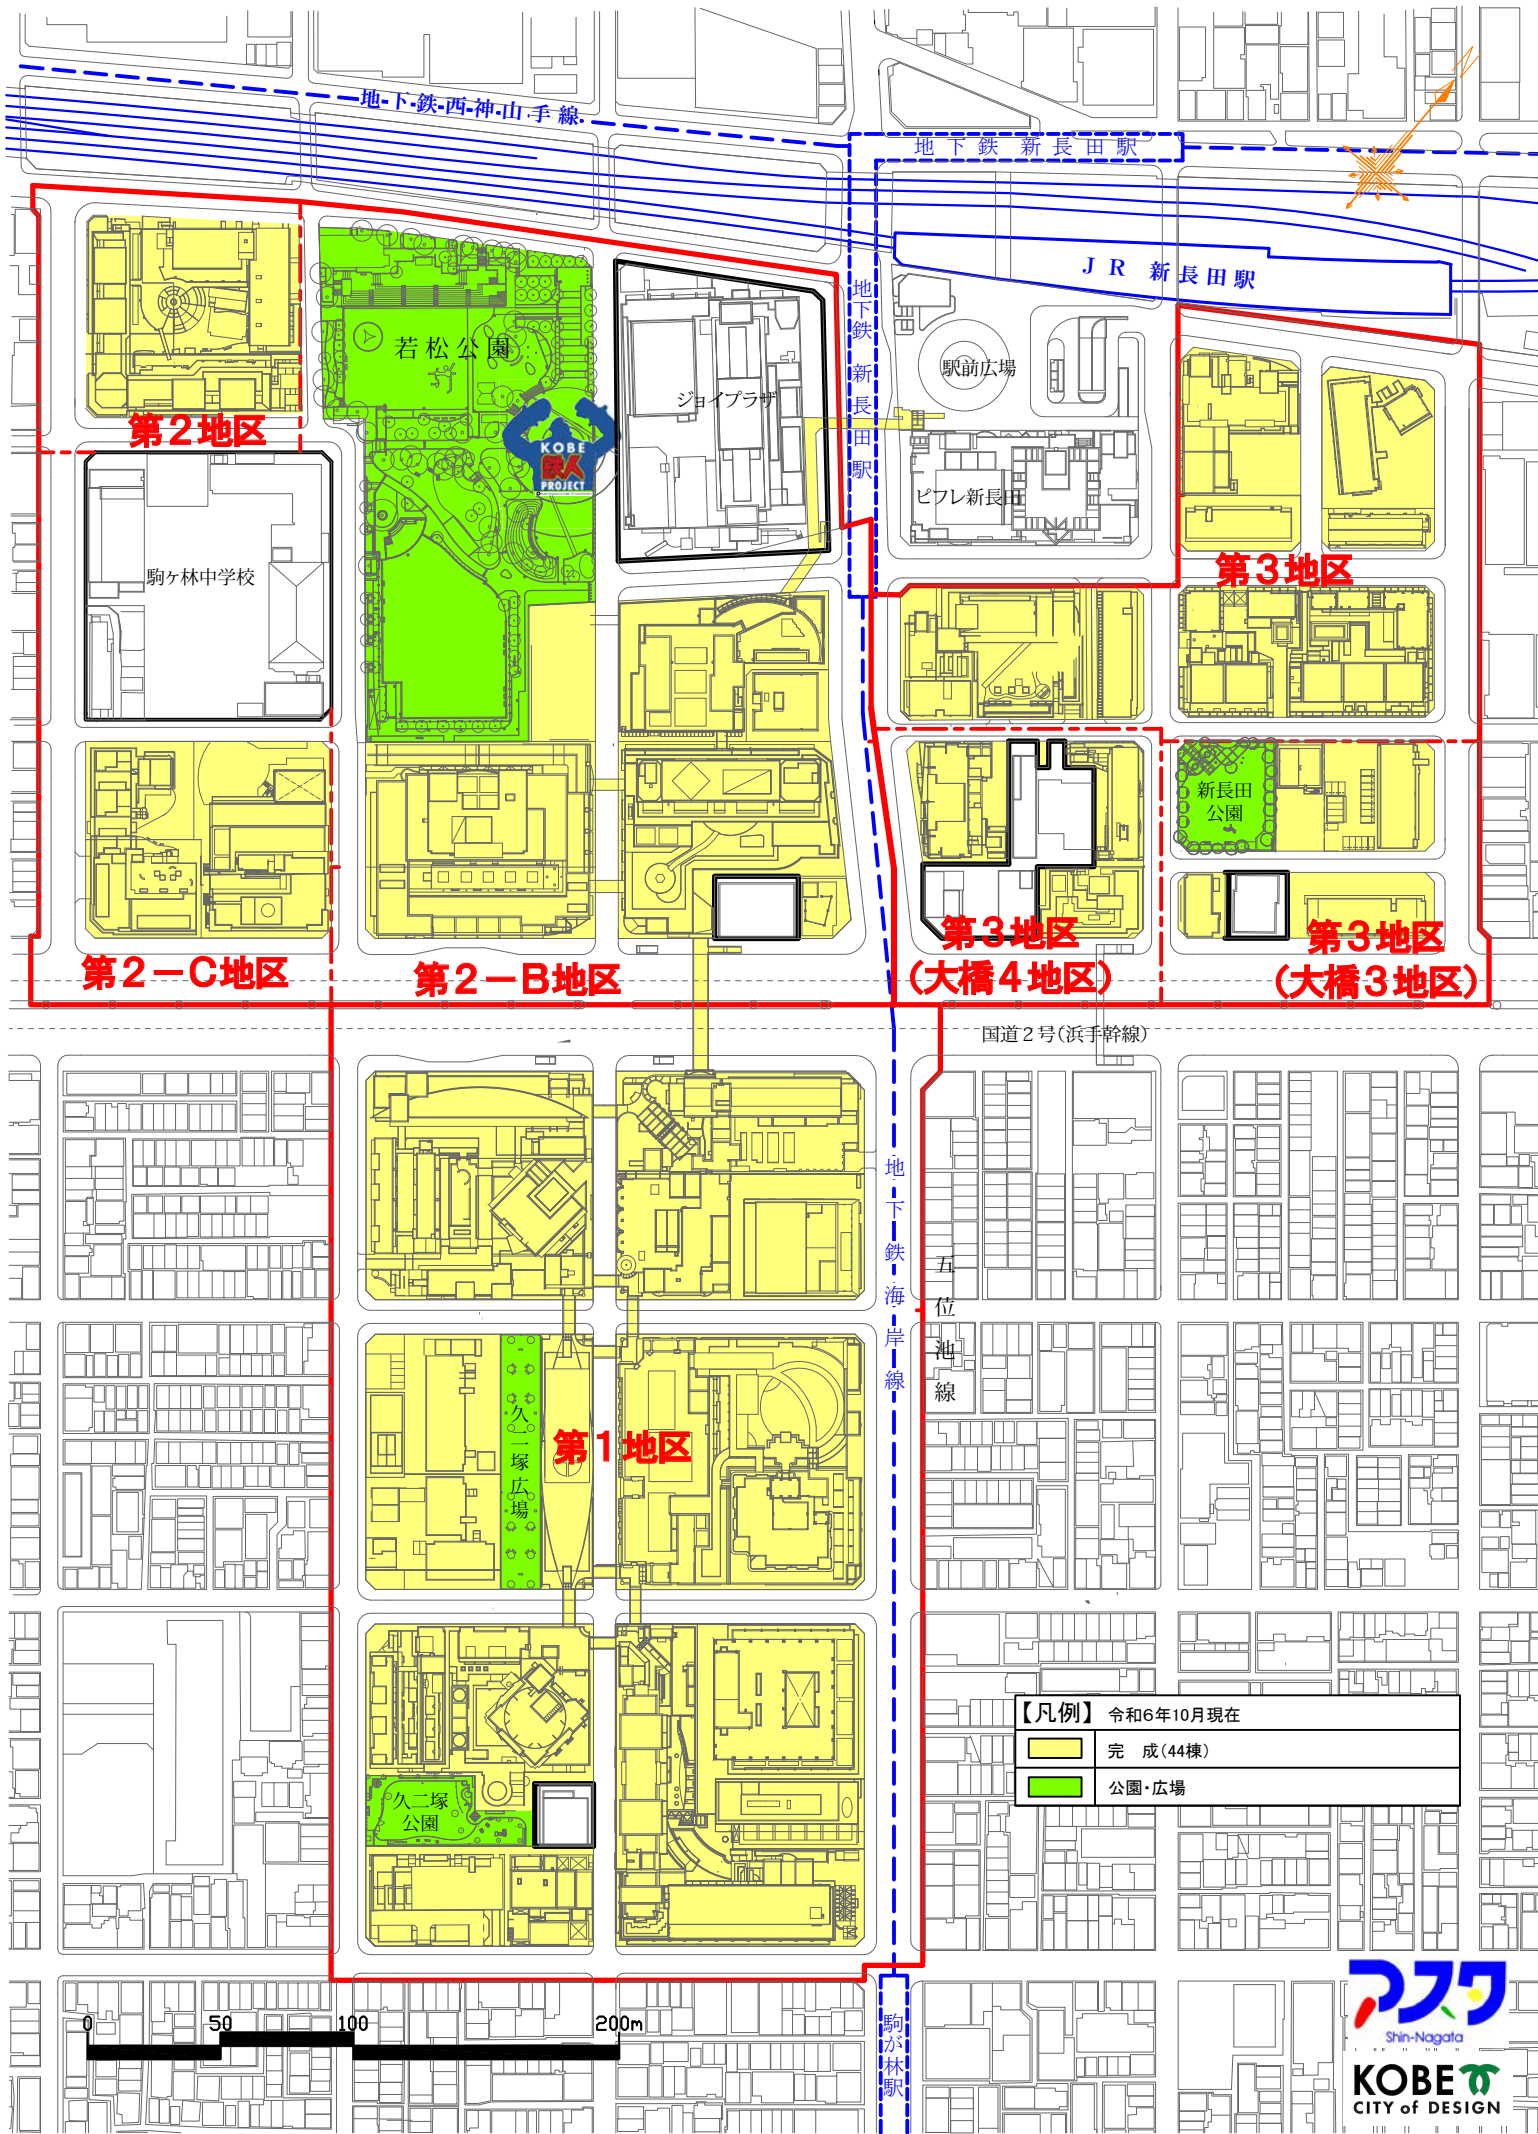 地下鉄西神山手線
地下鉄 新長田駅
JR 新長田駅
地下鉄 新長田駅
若松公園
駅前広場
ジョイプラザ
第2地区
KOBE
鉄人
PROJECT
ピフレ新長田
駒ヶ林中学校
第3地区
新長田
公園
第3地区
(大橋4地区)
第3地区
(大橋3地区)
第2-C地区
第2-B地区
国道2号(浜手幹線)
地下鉄海岸線
五位池線
久二塚広場
第1地区
【凡例】 令和6年10月現在
完 成(44棟)
公園・広場
久二塚
公園
アスタ
Shin-Nagata
0 50 100 200m
駒が林駅
KOBE
CITY of DESIGN